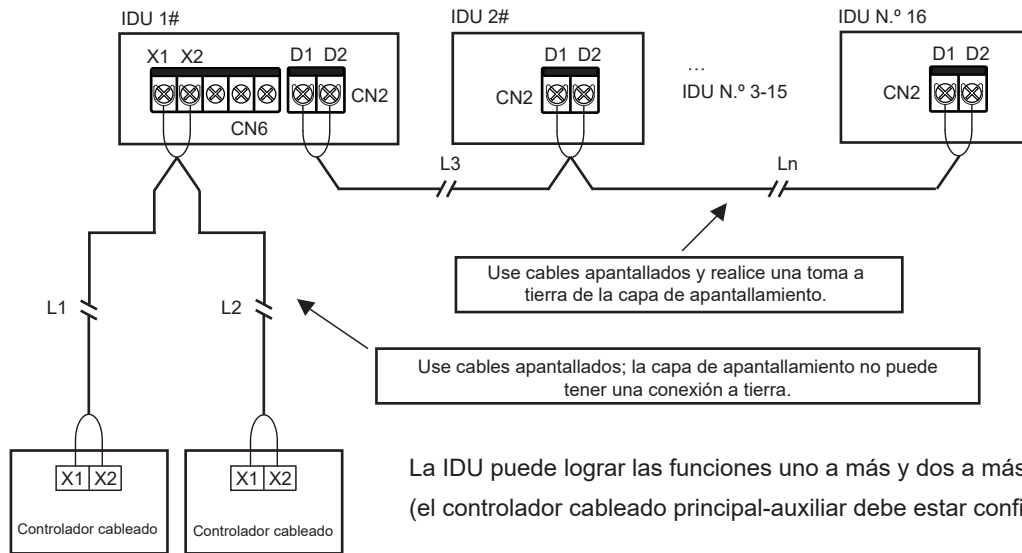 IDU 1#
IDU 2#
IDU N.º 16
X1 X2
D1 D2
CN2
CN6
D1 D2
CN2
...
IDU N.º 3-15
D1 D2
CN2
L3
Ln
Use cables apantallados y realice una toma a
tierra de la capa de apantallamiento.
L1
L2
Use cables apantallados; la capa de apantallamiento no puede
tener una conexión a tierra.
X1 X2
Controlador cableado
X1 X2
Controlador cableado
La IDU puede lograr las funciones uno a más y dos a más
(el controlador cableado principal-auxiliar debe estar confi